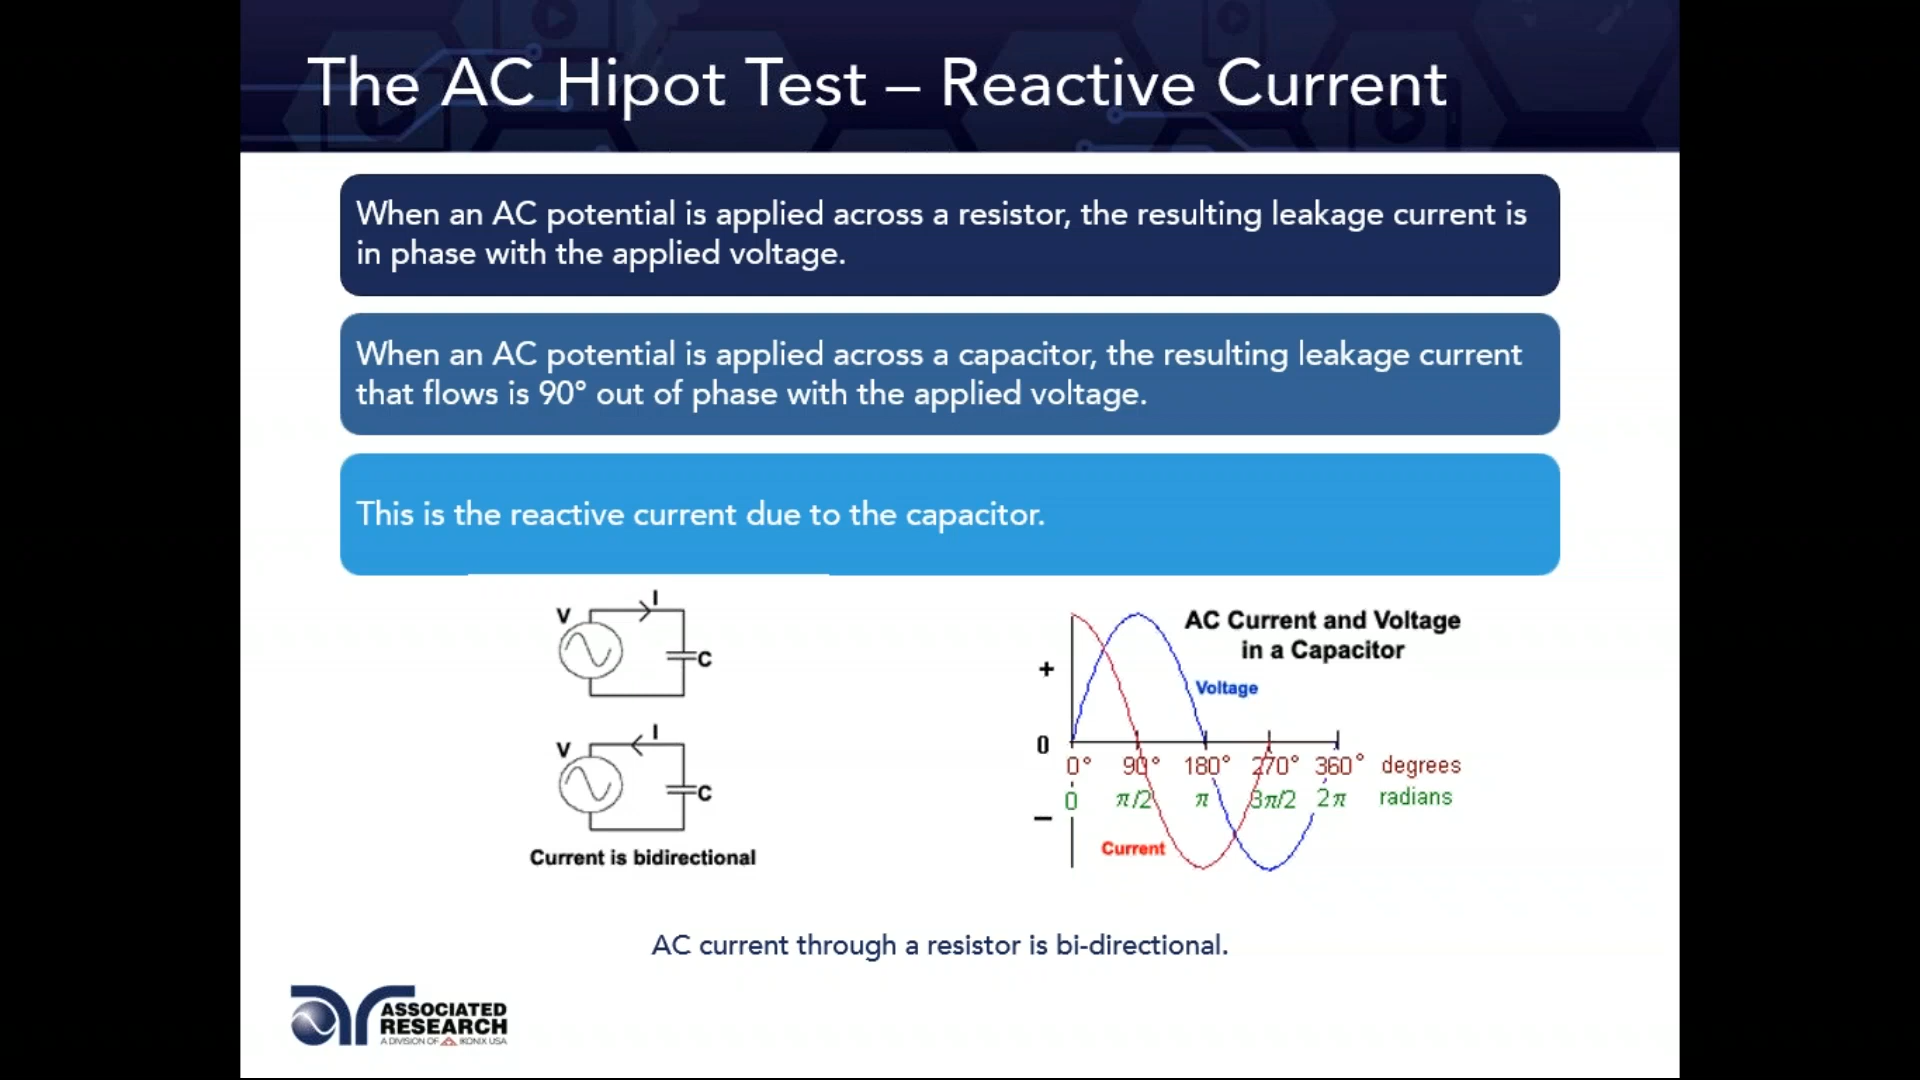 The AC Hipot Test – Reactive Current
When an AC potential is applied across a resistor, the resulting leakage current is
in phase with the applied voltage.
When an AC potential is applied across a capacitor, the resulting leakage current
that flows is 90° out of phase with the applied voltage.
This is the reactive current due to the capacitor.
V I
C
V I
C
Current is bidirectional
AC Current and Voltage
in a Capacitor
+
Voltage
0
0° 90° 180° 270° 360° degrees
0 π/2 π 3π/2 2π radians
−
Current
AC current through a resistor is bi-directional.
ASSOCIATED
RESEARCH
A DIVISION OF IKONIX USA